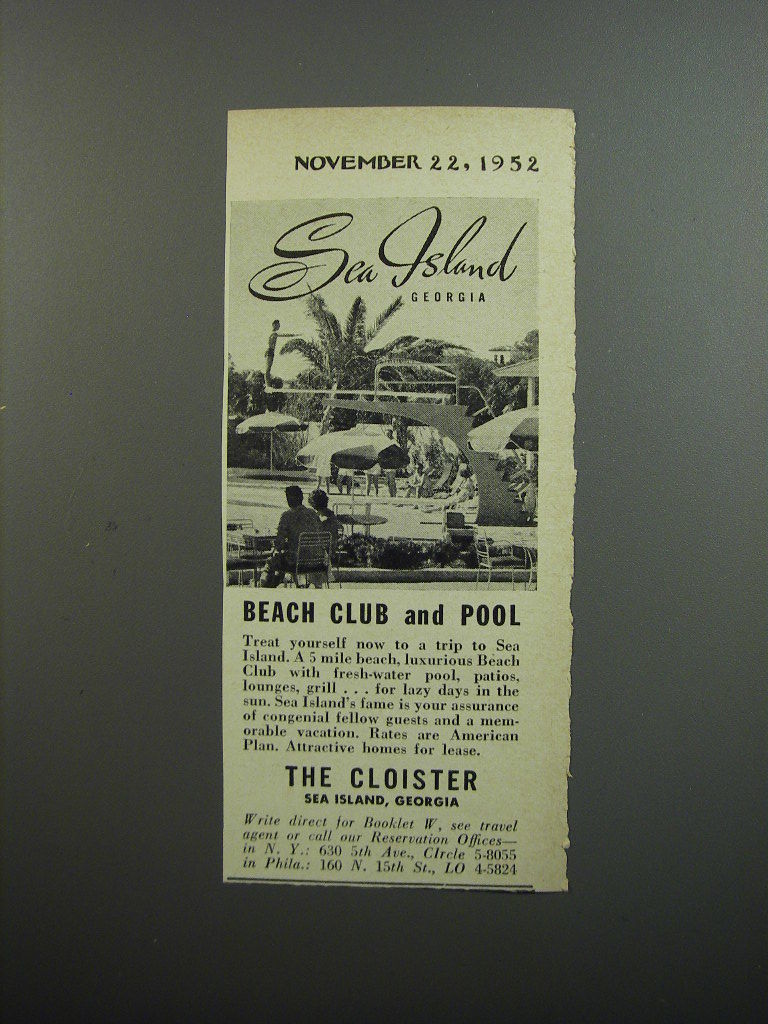 NOVEMBER 22, 1952
Sea Island
GEORGIA
BEACH CLUB and POOL
Treat yourself now to a trip to Sea
Island. A 5 mile beach, luxurious Beach
Club with fresh-water pool, patios,
lounges, grill . . . for lazy days in the
sun. Sea Island's fame is your assurance
of congenial fellow guests and a mem-
orable vacation. Rates are American
Plan. Attractive homes for lease.
THE CLOISTER
SEA ISLAND, GEORGIA
Write direct for Booklet W, see travel
agent or call our Reservation Offices—
in N. Y.: 630 5th Ave., CIrcle 5-8055
in Phila.: 160 N. 15th St., LO 4-5824